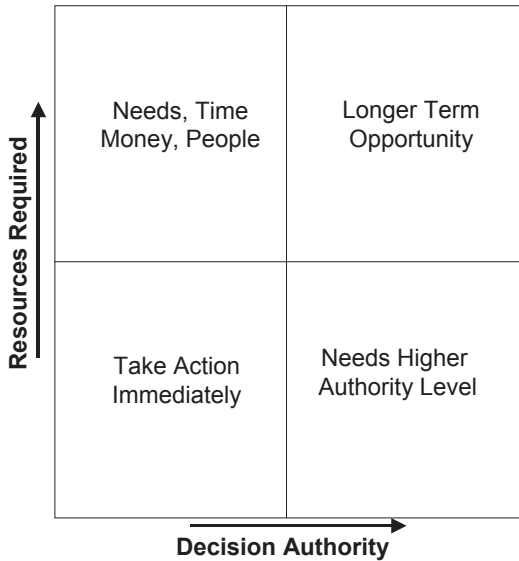 Needs, Time
Money, People
Longer Term
Opportunity
Resources Required
Take Action
Immediately
Needs Higher
Authority Level
Decision Authority